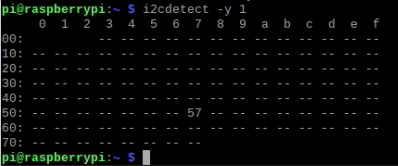 pi@raspberrypi:~ $ i2cdetect -y 1
     0  1  2  3  4  5  6  7  8  9  a  b  c  d  e  f
00:          -- -- -- -- -- -- -- -- -- -- -- -- --
10: -- -- -- -- -- -- -- -- -- -- -- -- -- -- -- --
20: -- -- -- -- -- -- -- -- -- -- -- -- -- -- -- --
30: -- -- -- -- -- -- -- -- -- -- -- -- -- -- -- --
40: -- -- -- -- -- -- -- -- -- -- -- -- -- -- -- --
50: -- -- -- -- -- -- -- 57 -- -- -- -- -- -- -- --
60: -- -- -- -- -- -- -- -- -- -- -- -- -- -- -- --
70: -- -- -- -- -- -- -- --
pi@raspberrypi:~ $